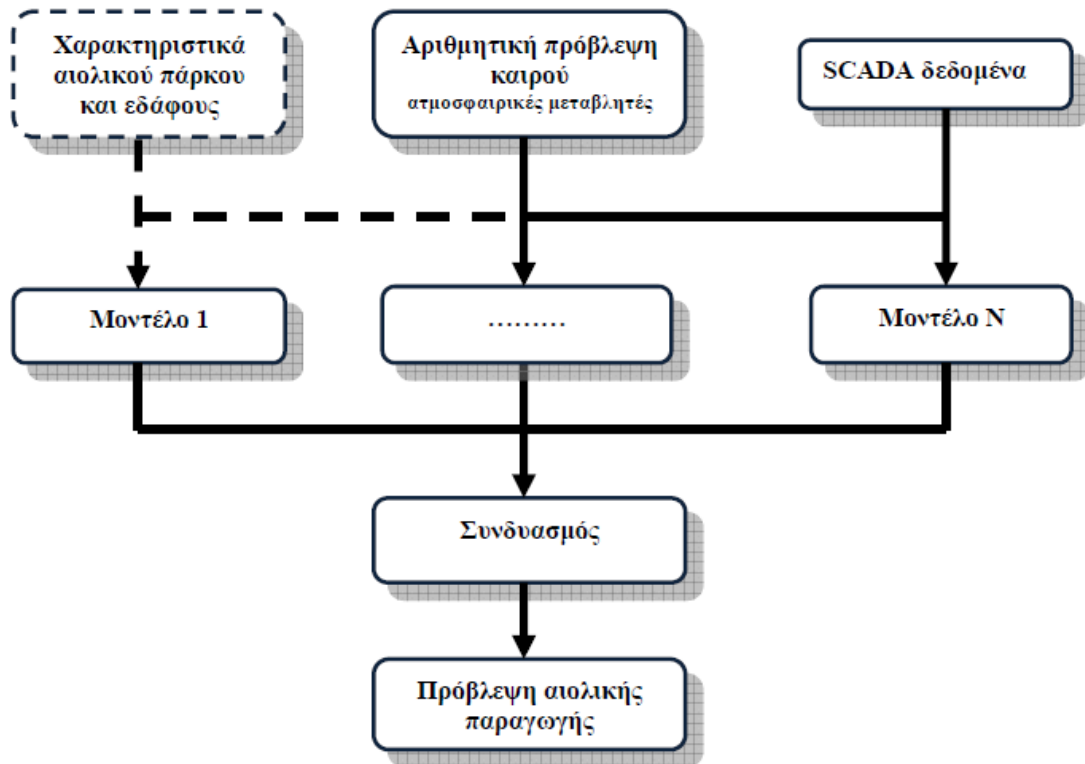 Χαρακτηριστικά
αιολικού πάρκου
και εδάφους
Αριθμητική πρόβλεψη
καιρού
ατμοσφαιρικές μεταβλητές
SCADA δεδομένα
Μοντέλο 1
………
Μοντέλο Ν
Συνδυασμός
Πρόβλεψη αιολικής
παραγωγής